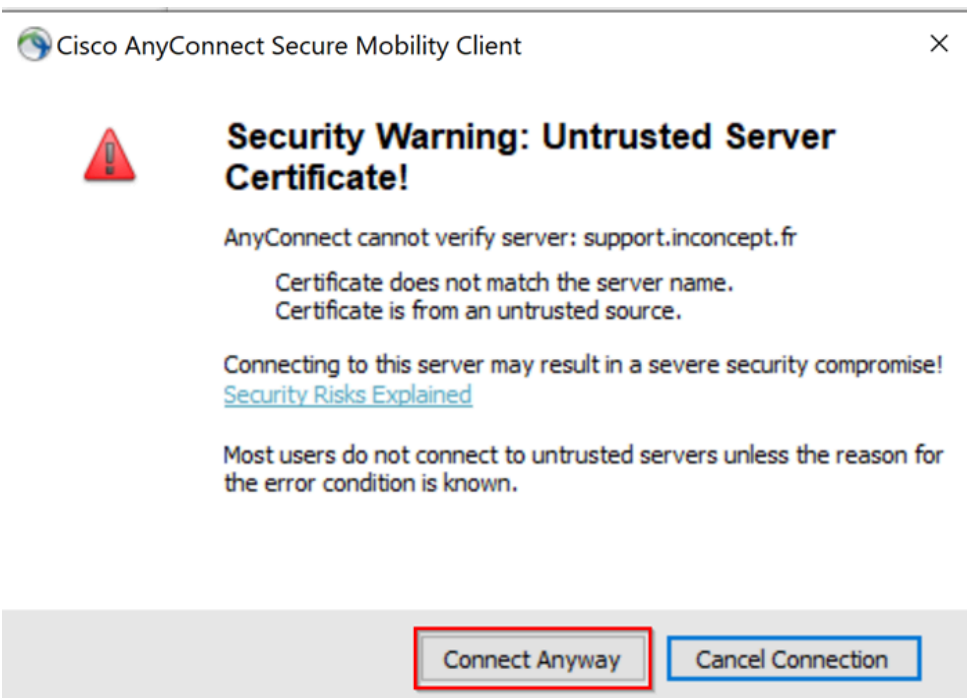 Cisco AnyConnect Secure Mobility Client
Security Warning: Untrusted Server
Certificate!
AnyConnect cannot verify server: support.inconcept.fr
Certificate does not match the server name.
Certificate is from an untrusted source.
Connecting to this server may result in a severe security compromise!
Security Risks Explained
Most users do not connect to untrusted servers unless the reason for
the error condition is known.
Connect Anyway
Cancel Connection